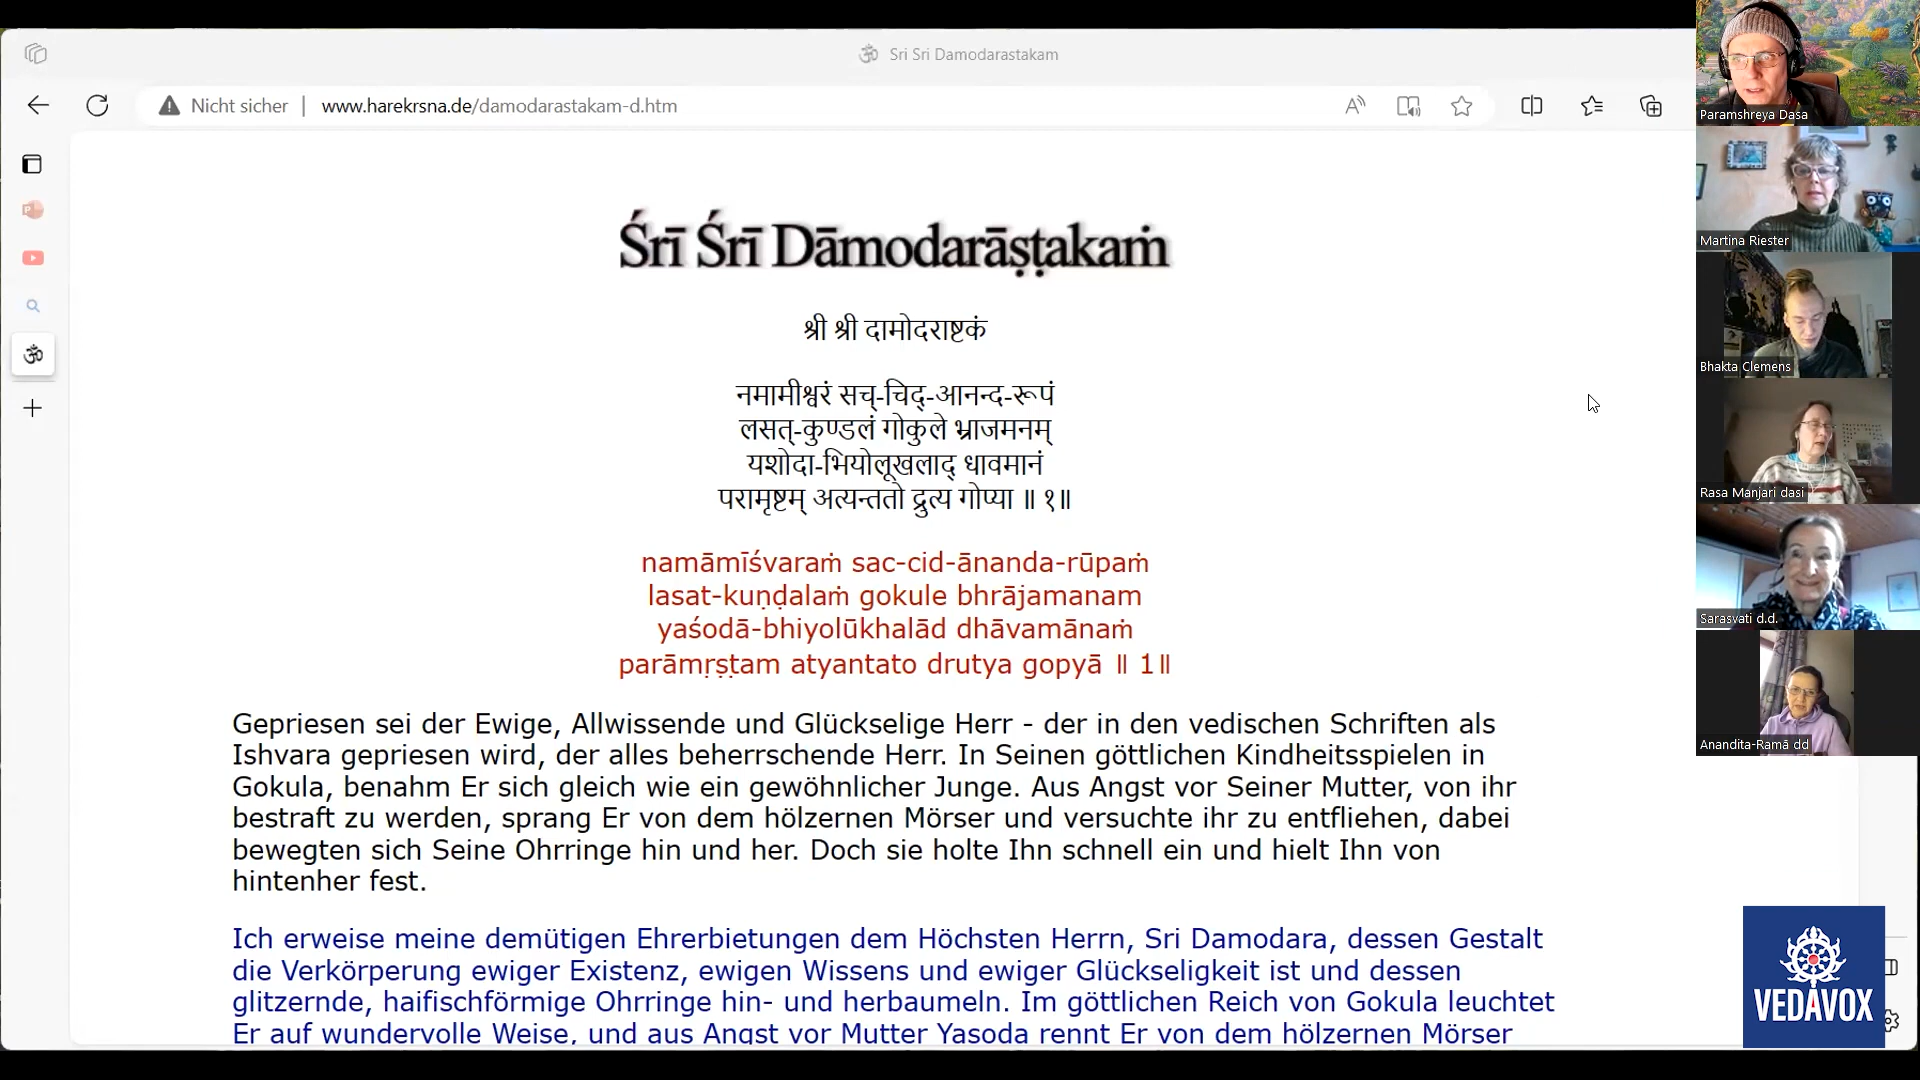 Sri Sri Damodarastakam
Nicht sicher | www.harekrsna.de/damodarastakam-d.htm
Śrī Śrī Dāmodarāṣṭakaṁ
श्री श्री दामोदराष्टकं
नमामीश्वरं सच्-चिद्-आनन्द-रूपं
लसत्-कुण्डलं गोकुले भ्राजमनम्
यशोदा-भियोलूखलाद् धावमानं
परामृष्टम् अत्यन्ततो द्रुत्य गोप्या ॥ १॥
namāmīśvaraṁ sac-cid-ānanda-rūpaṁ
lasat-kuṇḍalaṁ gokule bhrājamanam
yaśodā-bhiyolūkhalād dhāvamānaṁ
parāmṛṣṭam atyantato drutya gopyā ॥ 1॥
Gepriesen sei der Ewige, Allwissende und Glückselige Herr - der in den vedischen Schriften als
Ishvara gepriesen wird, der alles beherrschende Herr. In Seinen göttlichen Kindheitsspielen in
Gokula, benahm Er sich gleich wie ein gewöhnlicher Junge. Aus Angst vor Seiner Mutter, von ihr
bestraft zu werden, sprang Er von dem hölzernen Mörser und versuchte ihr zu entfliehen, dabei
bewegten sich Seine Ohrringe hin und her. Doch sie holte Ihn schnell ein und hielt Ihn von
hintenher fest.
Ich erweise meine demütigen Ehrerbietungen dem Höchsten Herrn, Sri Damodara, dessen Gestalt
die Verkörperung ewiger Existenz, ewigen Wissens und ewiger Glückseligkeit ist und dessen
glitzernde, haifischförmige Ohrringe hin- und herbaumeln. Im göttlichen Reich von Gokula leuchtet
Er auf wundervolle Weise, und aus Angst vor Mutter Yasoda rennt Er von dem hölzernen Mörser
Paramshreya Dasa
Martina Riester
Bhakta Clemens
Rasa Manjari dasi
Sarasvati d.d.
Anandita-Ramā dd
VEDAVOX